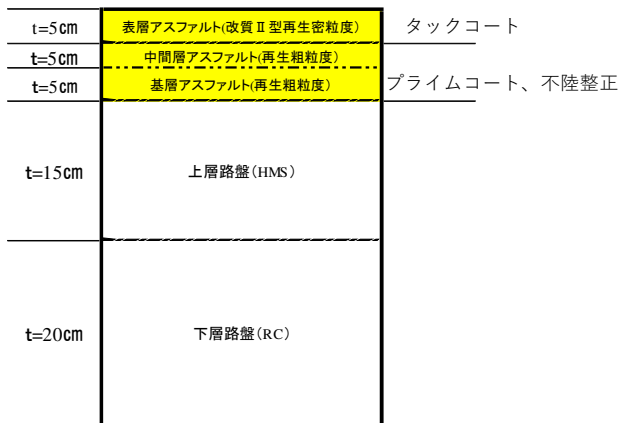 t=5cm 表層アスファルト(改質Ⅱ型再生密粒度) タックコート
t=5cm 中間層アスファルト(再生粗粒度)
t=5cm 基層アスファルト(再生粗粒度) プライムコート、不陸整正
t=15cm 上層路盤(HMS)
t=20cm 下層路盤(RC)